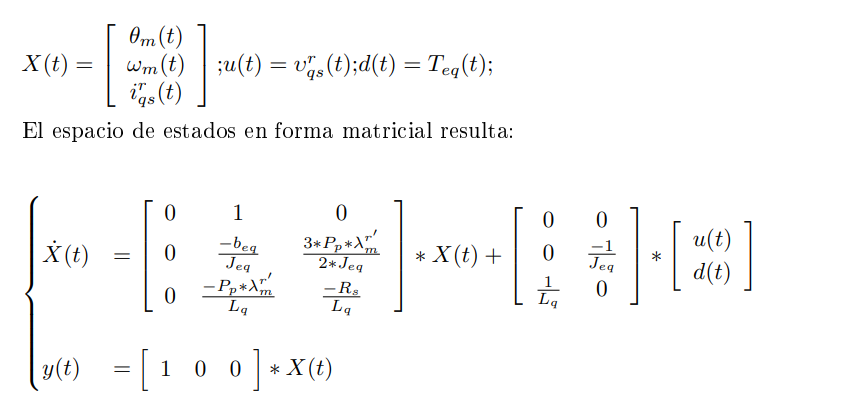 X(t) = [ θ_m(t) ; ω_m(t) ; i^r_qs(t) ] ;u(t) = υ^r_qs(t);d(t) = T_eq(t);
El espacio de estados en forma matricial resulta:
Ẋ(t) = [ 0 1 0 ; 0 -b_eq/J_eq 3*P_p*λ^r'_m/2*J_eq ; 0 -P_p*λ^r'_m/L_q -R_s/L_q ] * X(t) + [ 0 0 ; 0 -1/J_eq ; 1/L_q 0 ] * [ u(t) ; d(t) ]
y(t) = [ 1 0 0 ] * X(t)